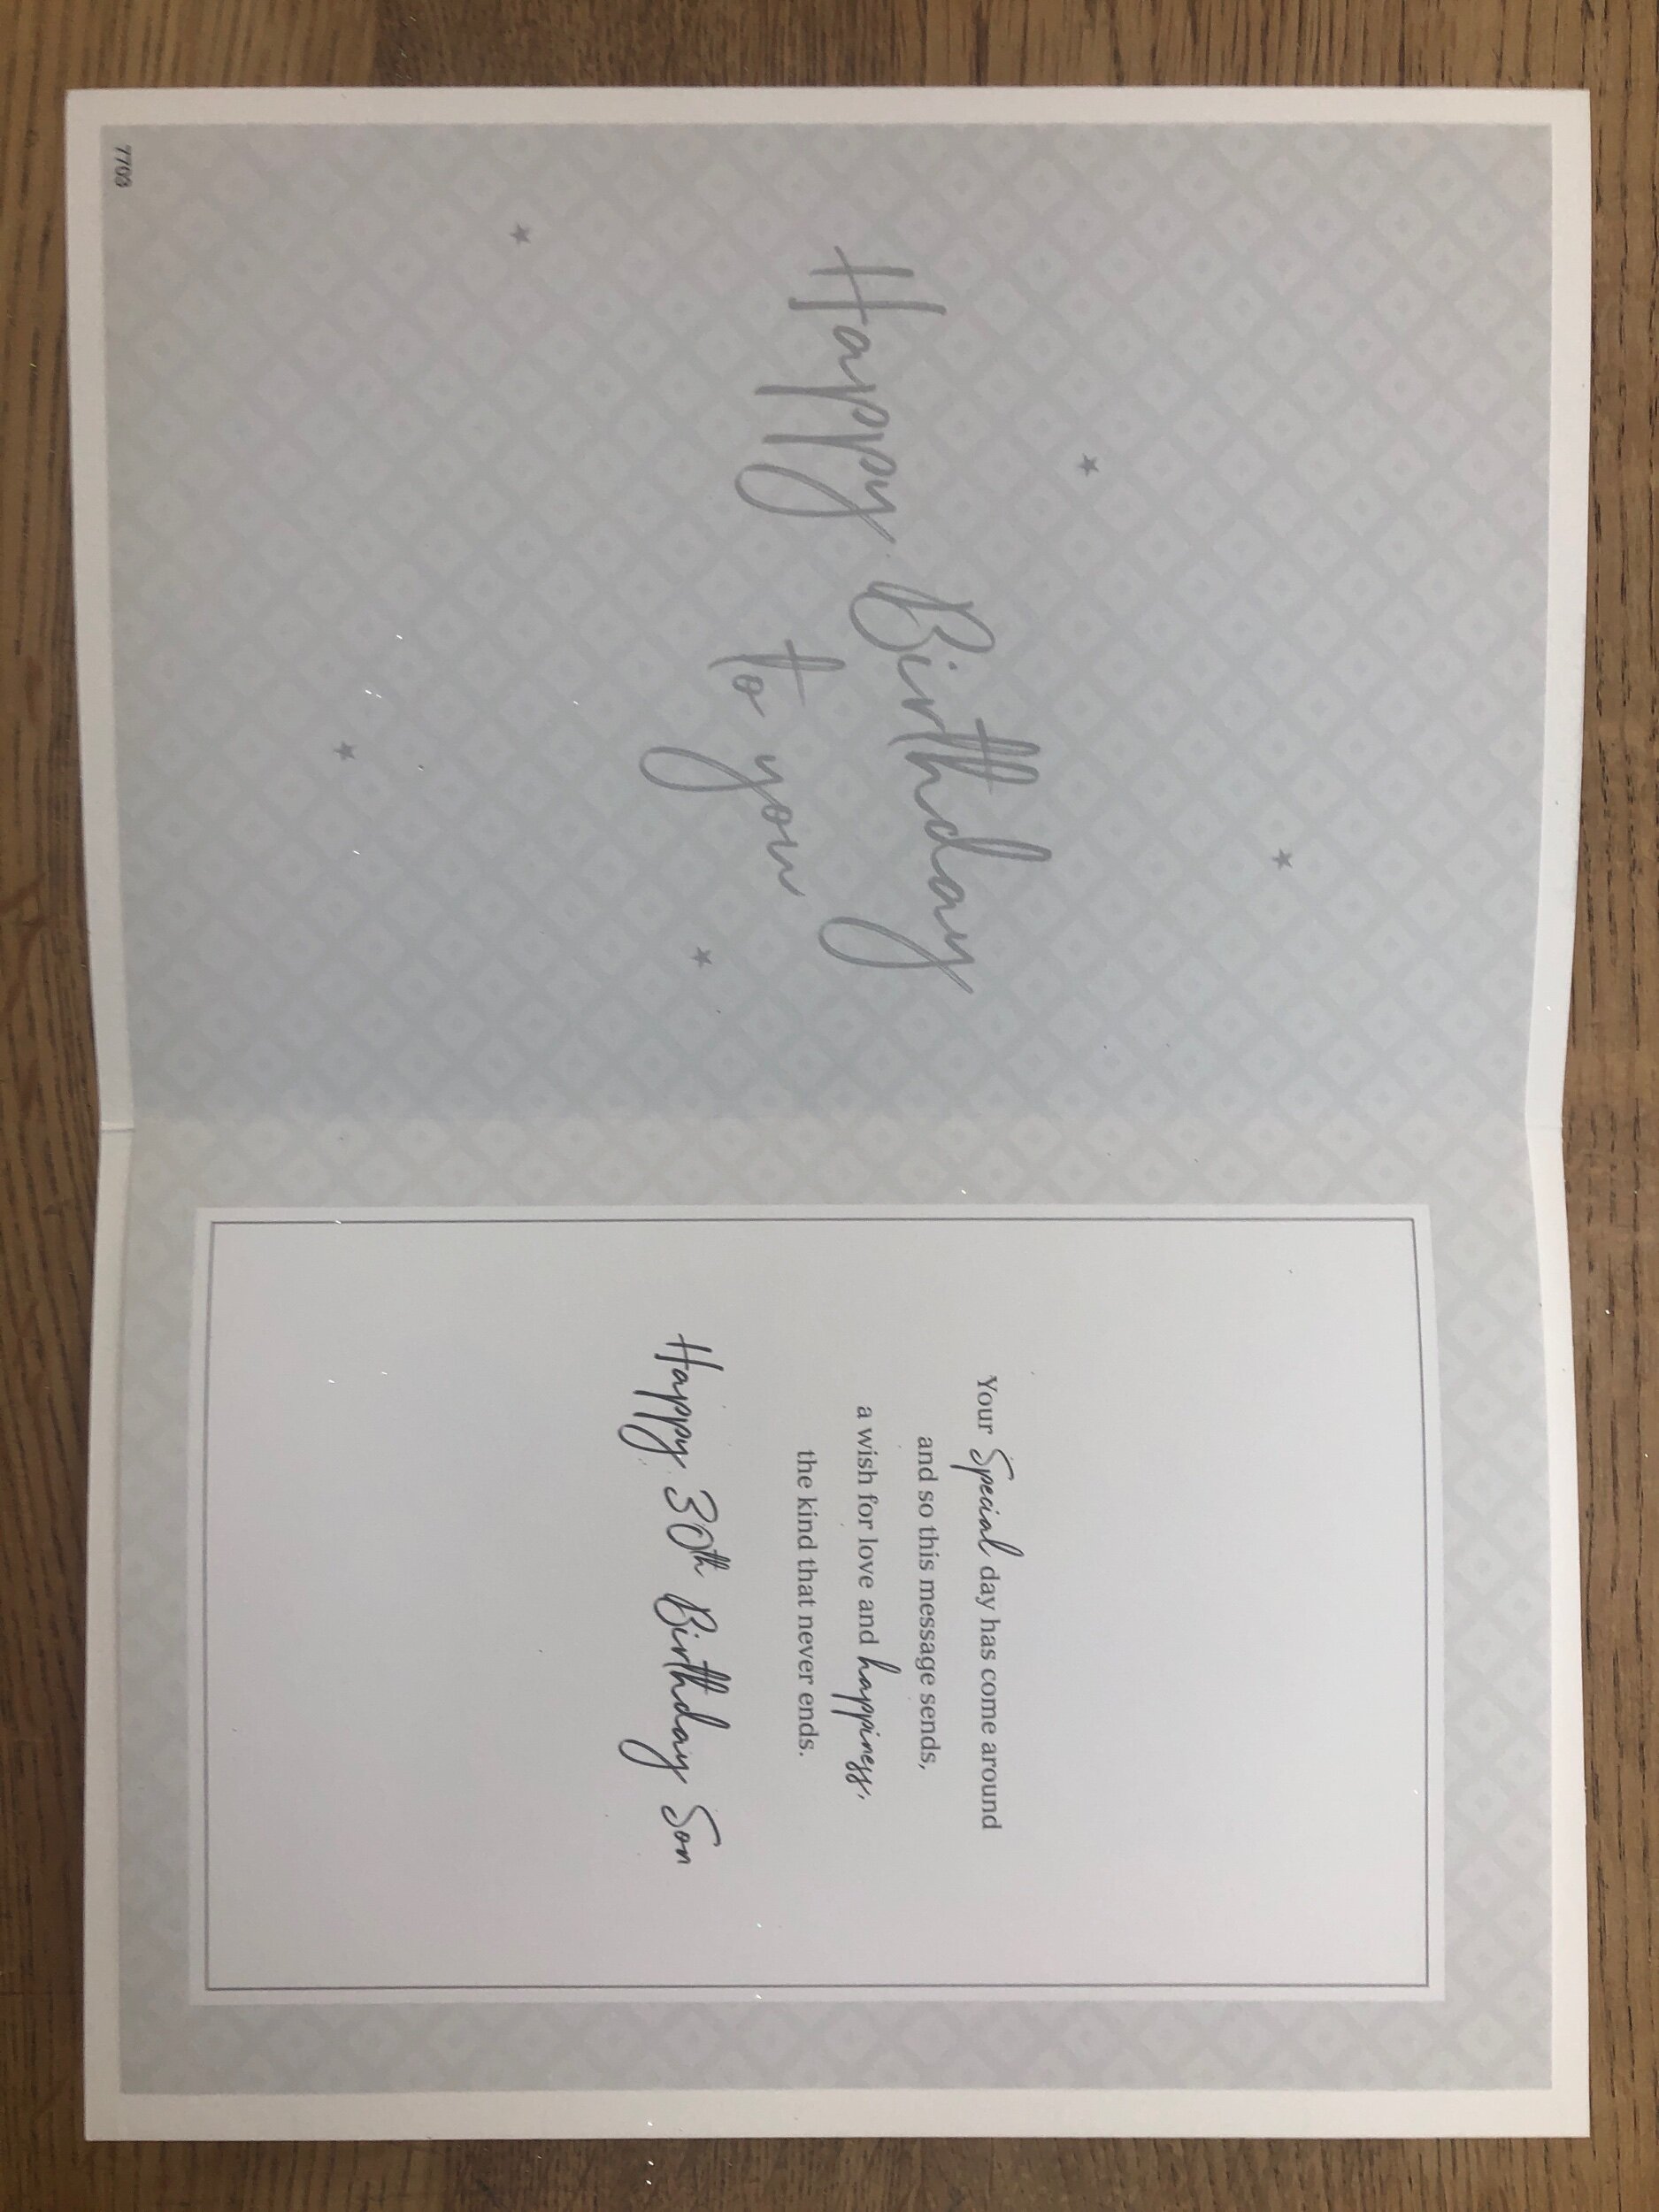 Happy Birthday
to you
7703
Your Special day has come around
and so this message sends,
a wish for love and happiness,
the kind that never ends.
Happy 30th Birthday Son